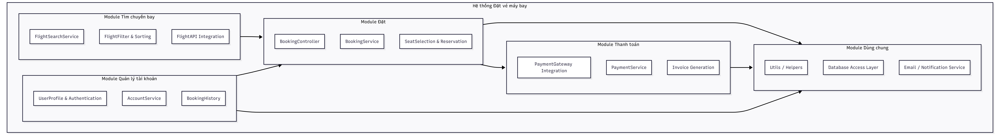 Hệ thống Đặt vé máy bay
Module Tìm chuyến bay
FlightSearchService
FlightFilter & Sorting
FlightAPI Integration
Module Đặt
BookingController
BookingService
SeatSelection & Reservation
Module Thanh toán
PaymentGateway
Integration
PaymentService
Invoice Generation
Module Dùng chung
Utils / Helpers
Database Access Layer
Email / Notification Service
Module Quản lý tài khoản
UserProfile & Authentication
AccountService
BookingHistory